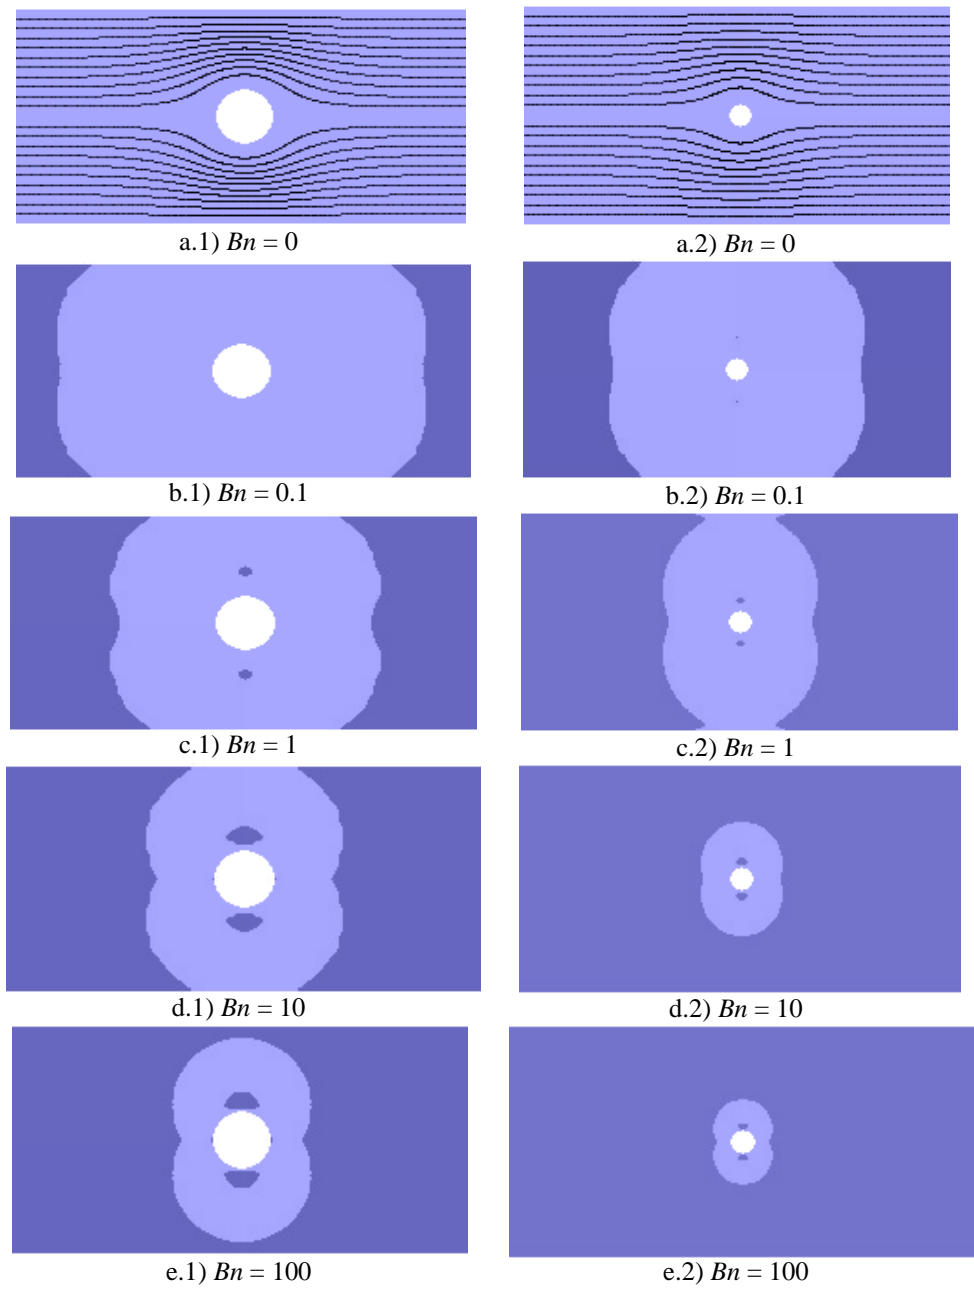 a.1) Bn = 0
a.2) Bn = 0
b.1) Bn = 0.1
b.2) Bn = 0.1
c.1) Bn = 1
c.2) Bn = 1
d.1) Bn = 10
d.2) Bn = 10
e.1) Bn = 100
e.2) Bn = 100